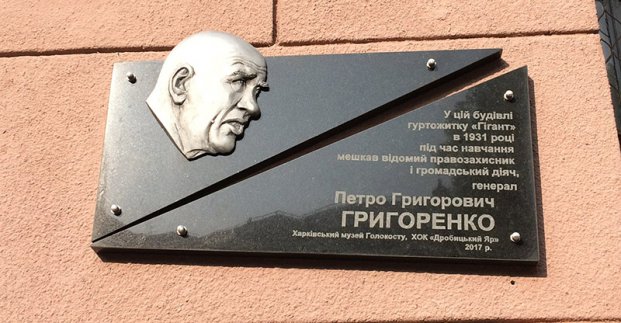 У цій будівлі
гуртожитку «Гігант»
в 1931 році
під час навчання
мешкав відомий правозахисник
і громадський діяч,
генерал
Петро Григорович
ГРИГОРЕНКО
Харківський музей Голокосту, ХОК «Дробицький Яр»
2017 р.